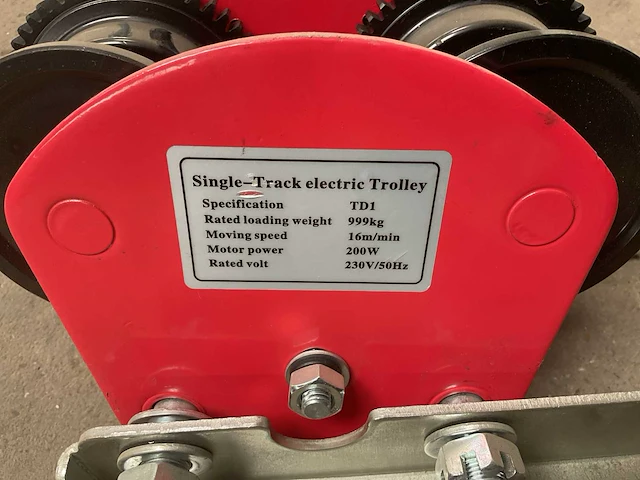 Single-Track electric Trolley
Specification TD1
Rated loading weight 999kg
Moving speed 16m/min
Motor power 200W
Rated volt 230V/50Hz